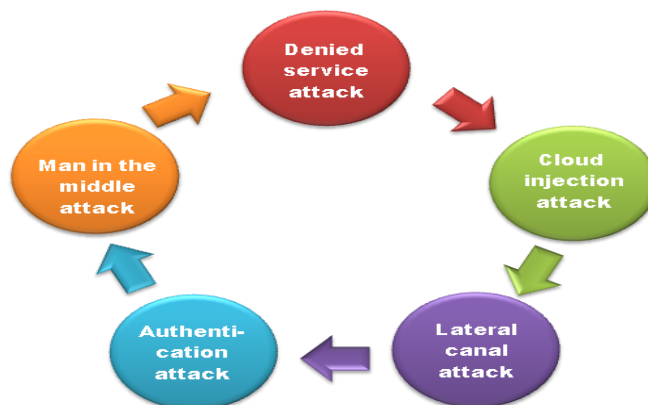 Denied
service
attack
Cloud
injection
attack
Lateral
canal
attack
Authenti-
cation
attack
Man in the
middle
attack